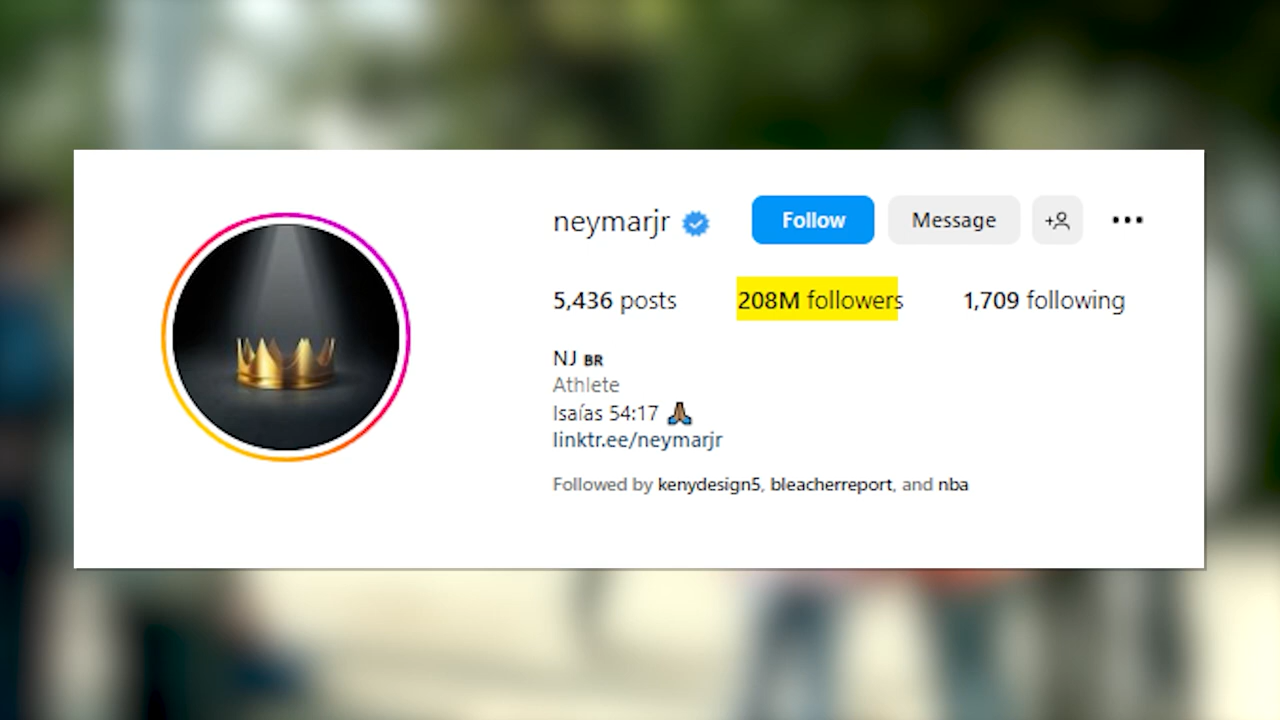 neymarjr Follow Message
5,436 posts 208M followers 1,709 following
NJ BR
Athlete
Isaías 54:17 🙏🏾
linktr.ee/neymarjr
Followed by kenydesign5, bleacherreport, and nba